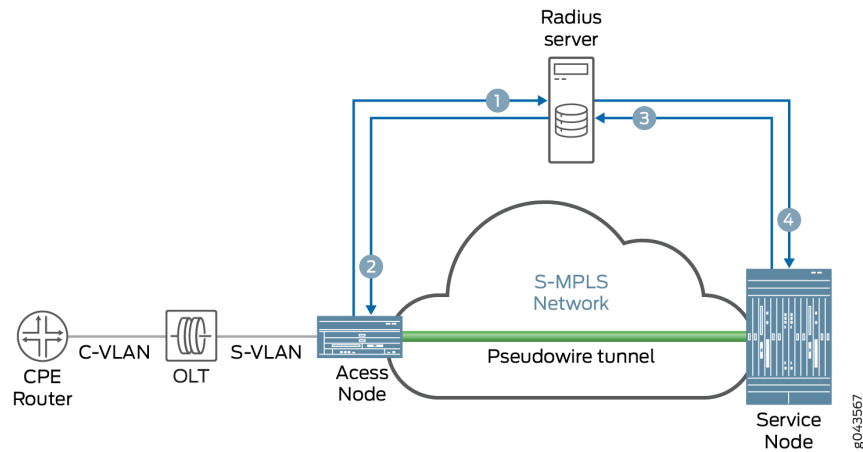 Radius
server
1
3
2
4
S-MPLS
Network
C-VLAN
S-VLAN
Pseudowire tunnel
CPE
Router
OLT
Acess
Node
Service
Node
g043567